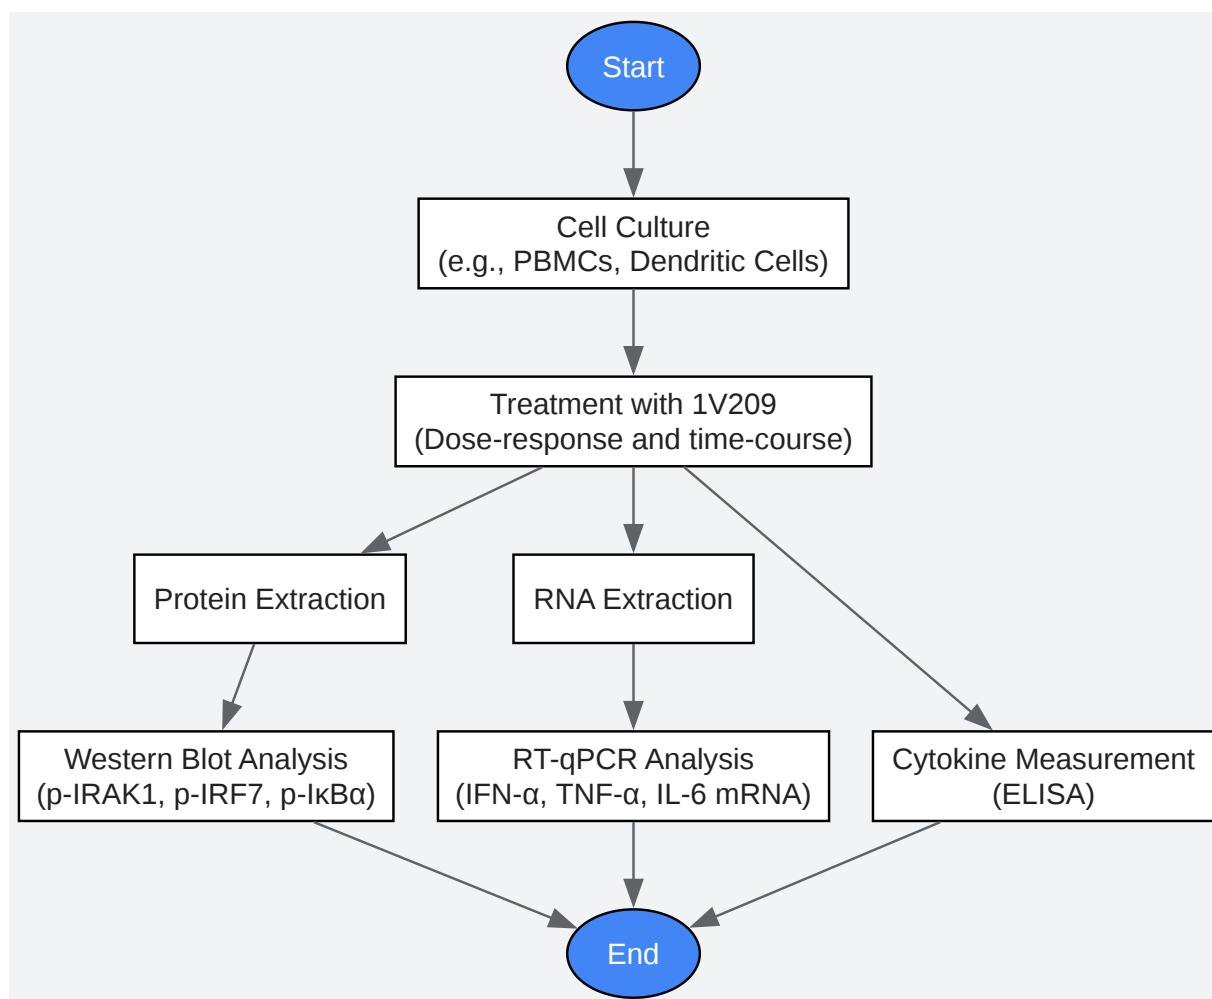 Start
Cell Culture
(e.g., PBMCs, Dendritic Cells)
Treatment with 1V209
(Dose-response and time-course)
Protein Extraction
RNA Extraction
Western Blot Analysis
(p-IRAK1, p-IRF7, p-IκBα)
RT-qPCR Analysis
(IFN-α, TNF-α, IL-6 mRNA)
Cytokine Measurement
(ELISA)
End